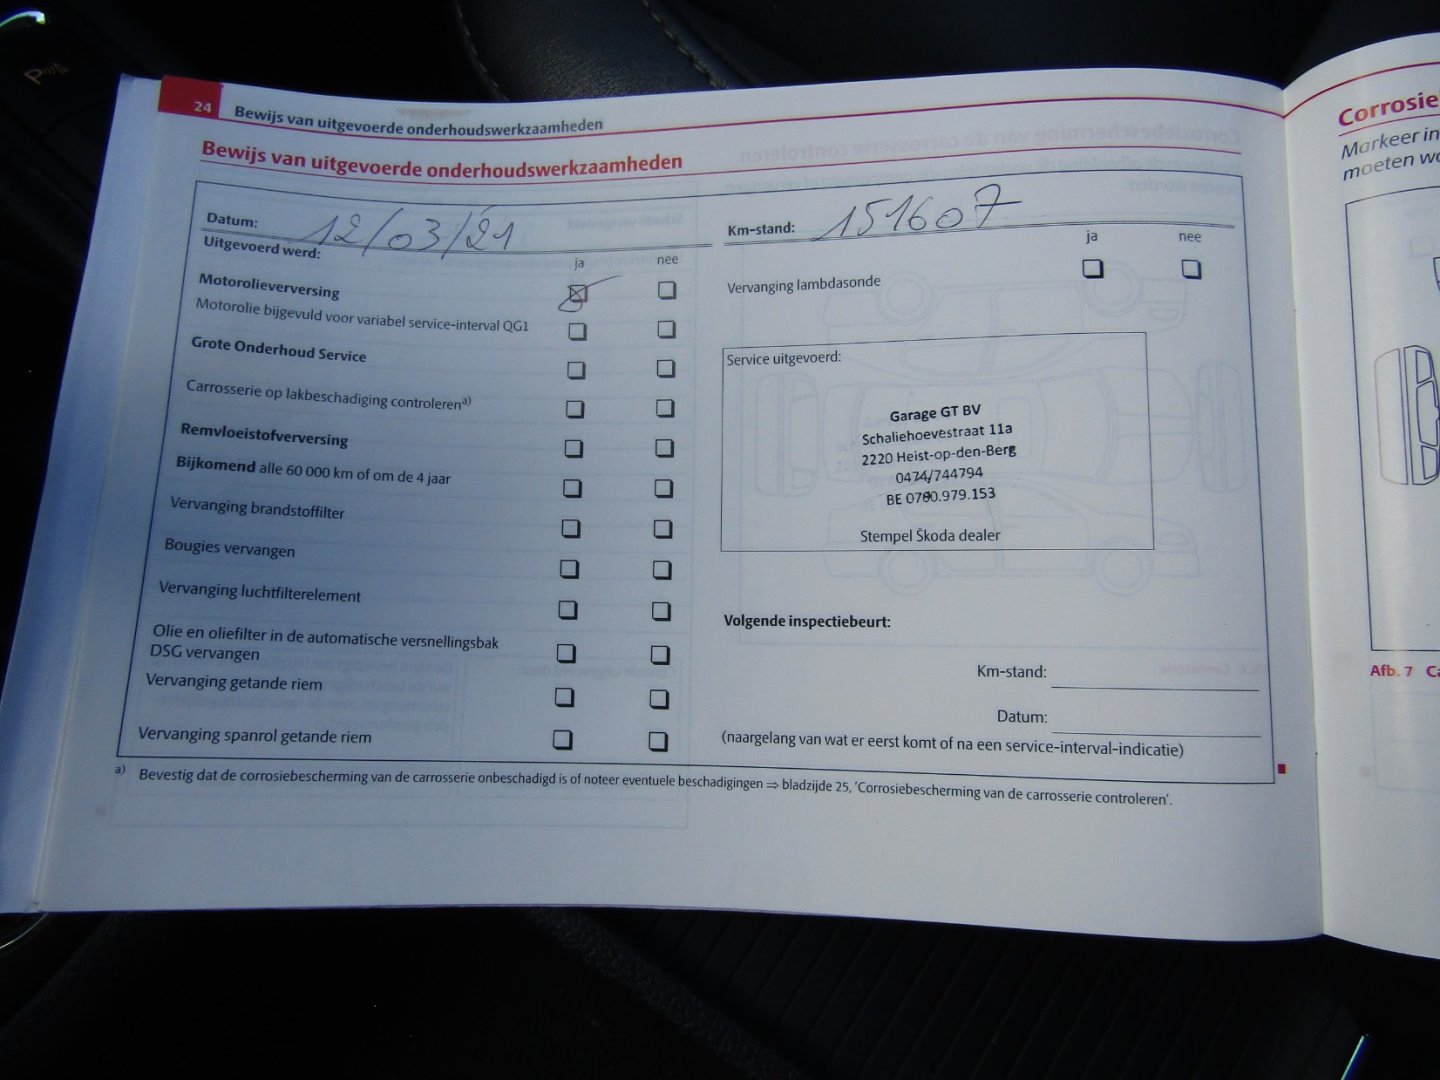 24 Bewijs van uitgevoerde onderhoudswerkzaamheden
Bewijs van uitgevoerde onderhoudswerkzaamheden
Datum: 12/03/21
Uitgevoerd werd:
ja nee
Motorolieverversing
Motorolie bijgevuld voor variabel service-interval QG1
Grote Onderhoud Service
Carrosserie op lakbeschadiging controleren a)
Remvloeistofverversing
Bijkomend alle 60 000 km of om de 4 jaar
Vervanging brandstoffilter
Bougies vervangen
Vervanging luchtfilterelement
Olie en oliefilter in de automatische versnellingsbak
DSG vervangen
Vervanging getande riem
Vervanging spanrol getande riem
Km-stand: 151607
ja nee
Vervanging lambdasonde
Service uitgevoerd:
Garage GT BV
Schaliehoevestraat 11a
2220 Heist-op-den-Berg
0474/744794
BE 0760.979.153
Stempel Škoda dealer
Volgende inspectiebeurt:
Km-stand:
Datum:
(naargelang van wat er eerst komt of na een service-interval-indicatie)
a) Bevestig dat de corrosiebescherming van de carrosserie onbeschadigd is of noteer eventuele beschadigingen ⇒ bladzijde 25, 'Corrosiebescherming van de carrosserie controleren'.
Corrosie
Markeer in
moeten
Afb. 7